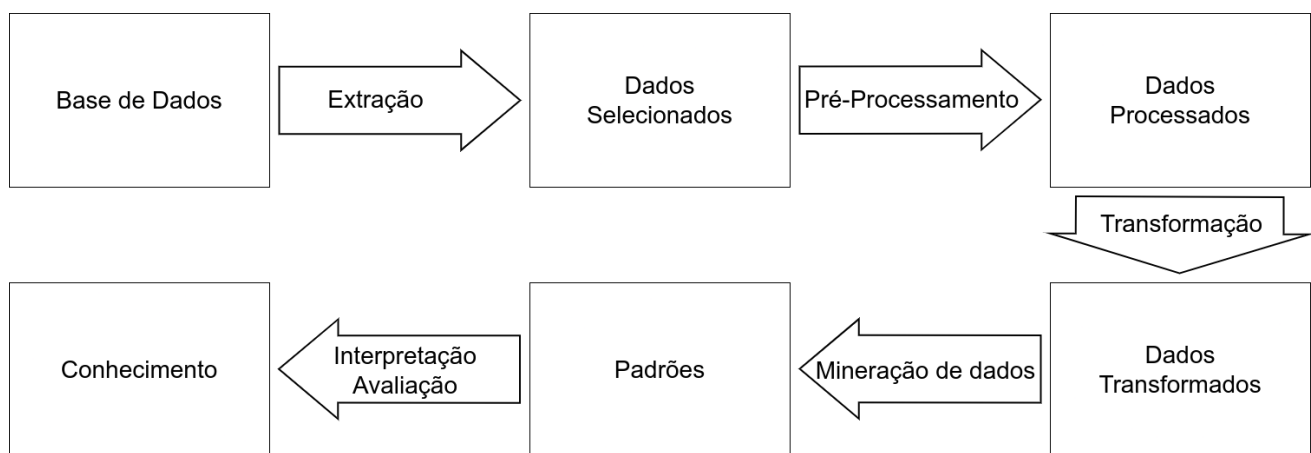 Base de Dados
Extração
Dados
Selecionados
Pré-Processamento
Dados
Processados
Transformação
Dados
Transformados
Mineração de dados
Padrões
Interpretação
Avaliação
Conhecimento